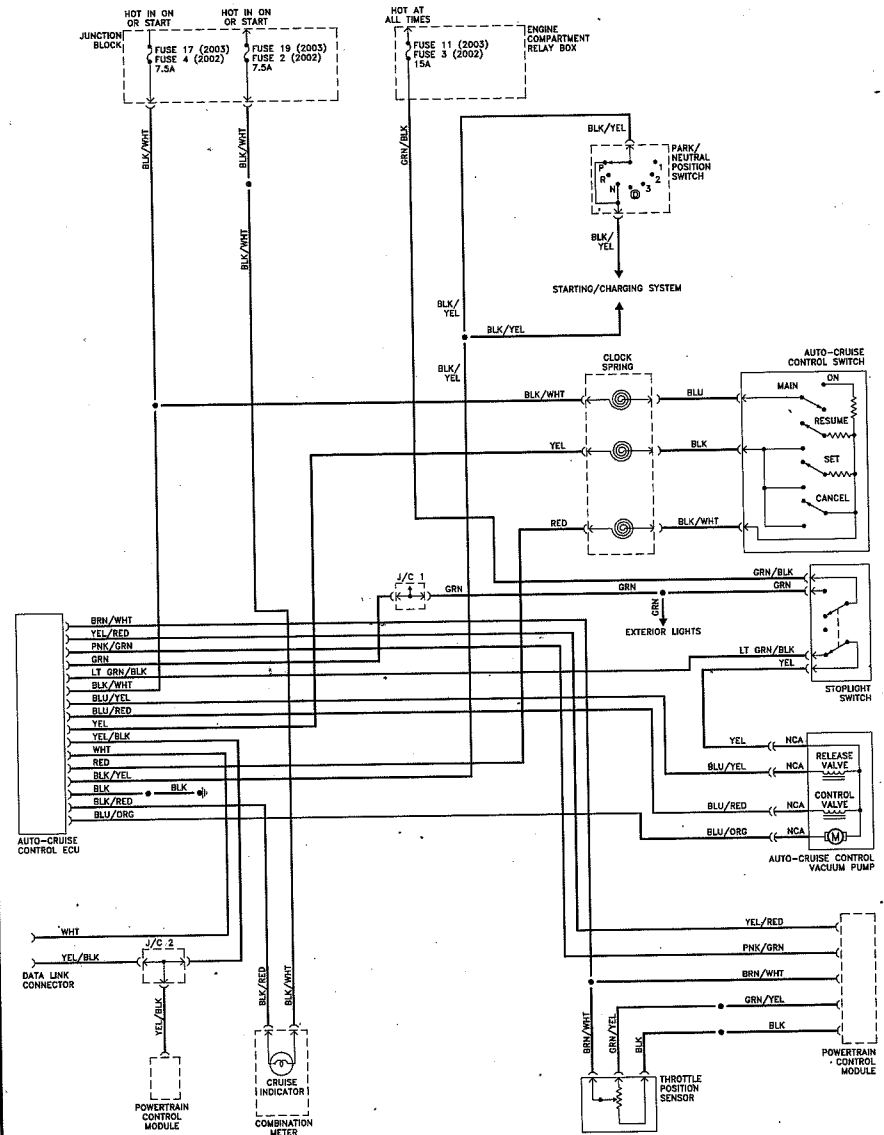 HOT IN ON
OR START
HOT IN ON
OR START
HOT AT
ALL TIMES
JUNCTION
BLOCK
FUSE 17 (2003)
FUSE 4 (2002)
7.5A
FUSE 19 (2003)
FUSE 2 (2002)
7.5A
FUSE 11 (2003)
FUSE 3 (2002)
15A
ENGINE
COMPARTMENT
RELAY BOX
BLK/WHT
BLK/WHT
GRN/BLK
BLK/YEL
PARK/
NEUTRAL
POSITION
SWITCH
P
R
N
D
3
2
1
BLK/WHT
BLK/
YEL
STARTING/CHARGING SYSTEM
BLK/
YEL
BLK/YEL
BLK/
YEL
CLOCK
SPRING
AUTO-CRUISE
CONTROL SWITCH
BLK/WHT
BLU
MAIN
ON
RESUME
YEL
BLK
SET
CANCEL
RED
BLK/WHT
J/C 1
GRN
GRN
GRN/BLK
GRN
GRN
EXTERIOR LIGHTS
LT GRN/BLK
YEL
STOPLIGHT
SWITCH
BRN/WHT
YEL/RED
PNK/GRN
GRN
LT GRN/BLK
BLK/WHT
BLU/YEL
BLU/RED
YEL
YEL/BLK
WHT
RED
BLK/YEL
BLK
BLK
BLK/RED
BLU/ORG
AUTO-CRUISE
CONTROL ECU
YEL
NCA
RELEASE
VALVE
BLU/YEL
NCA
CONTROL
VALVE
BLU/RED
NCA
BLU/ORG
NCA
M
AUTO-CRUISE CONTROL
VACUUM PUMP
WHT
J/C 2
YEL/BLK
DATA LINK
CONNECTOR
YEL/BLK
POWERTRAIN
CONTROL
MODULE
BLK/RED
BLK/WHT
CRUISE
INDICATOR
COMBINATION
METER
YEL/RED
PNK/GRN
BRN/WHT
GRN/YEL
BLK
POWERTRAIN
CONTROL
MODULE
BRN/WHT
GRN/YEL
BLK
THROTTLE
POSITION
SENSOR